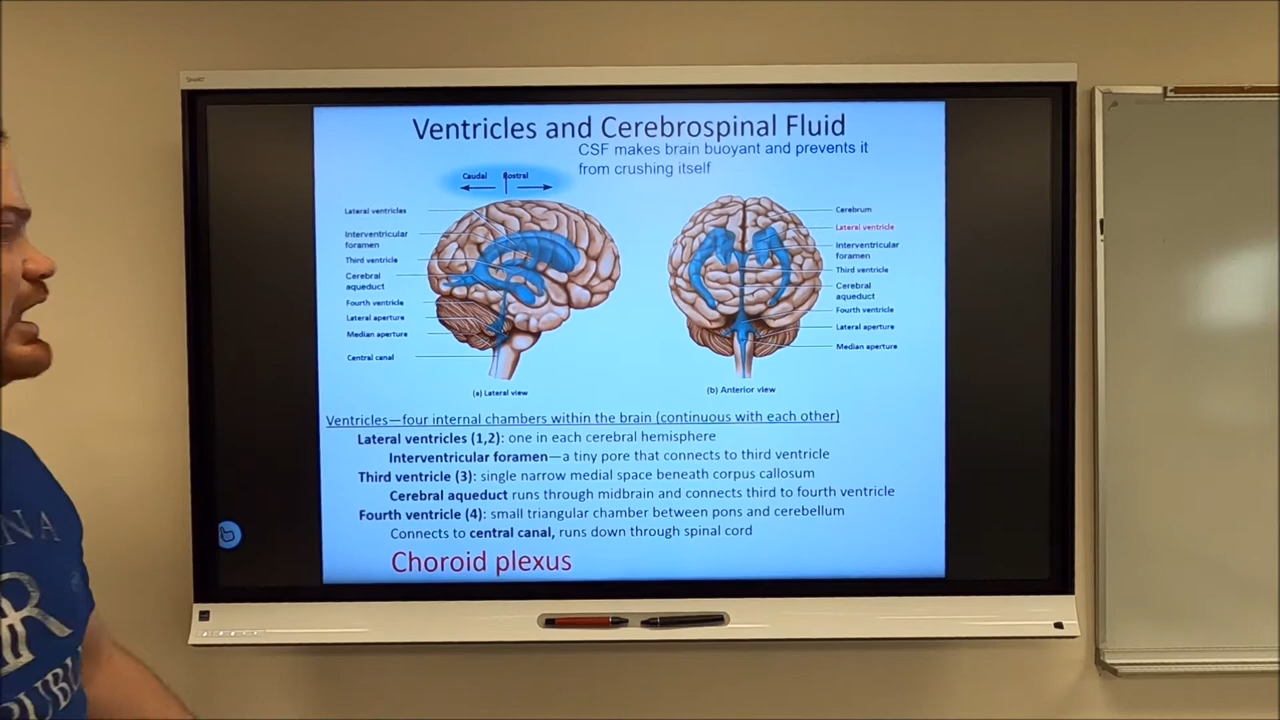 Ventricles and Cerebrospinal Fluid
CSF makes brain buoyant and prevents it
from crushing itself
Caudal Rostral
Lateral ventricles
Interventricular
foramen
Third ventricle
Cerebral
aqueduct
Fourth ventricle
Lateral aperture
Median aperture
Central canal
(a) Lateral view
Cerebrum
Lateral ventricle
Interventricular
foramen
Third ventricle
Cerebral
aqueduct
Fourth ventricle
Lateral aperture
Median aperture
(b) Anterior view
Ventricles—four internal chambers within the brain (continuous with each other)
Lateral ventricles (1,2): one in each cerebral hemisphere
Interventricular foramen—a tiny pore that connects to third ventricle
Third ventricle (3): single narrow medial space beneath corpus callosum
Cerebral aqueduct runs through midbrain and connects third to fourth ventricle
Fourth ventricle (4): small triangular chamber between pons and cerebellum
Connects to central canal, runs down through spinal cord
Choroid plexus